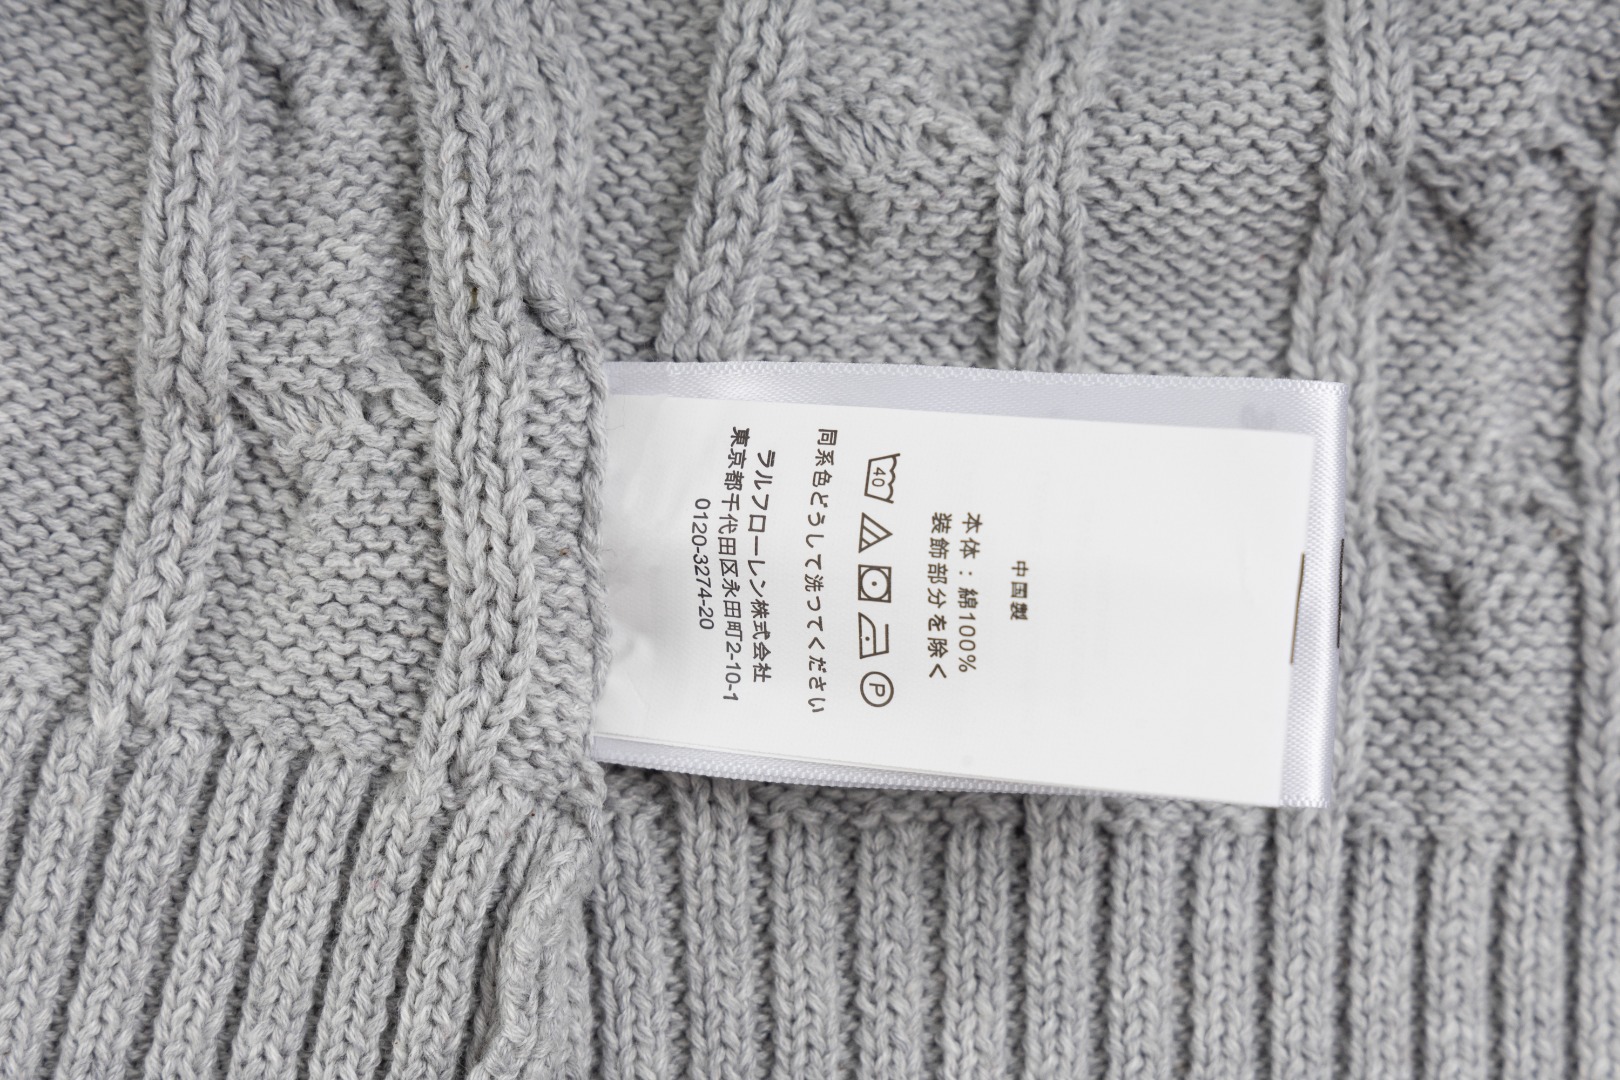 中国製
本体：綿100%
装飾部分を除く
40
P
同系色どうして洗ってください
ラルフローレン株式会社
東京都千代田区永田町2-10-1
0120-3274-20